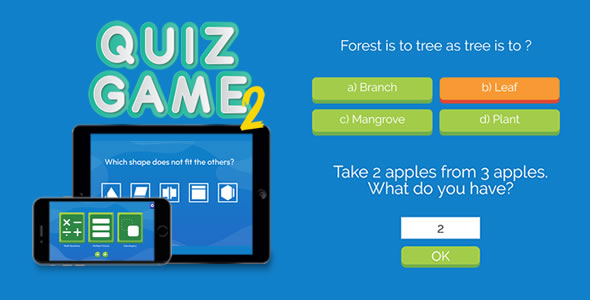 QUIZ
GAME
2
Which shape does not fit the others?
Forest is to tree as tree is to ?
a) Branch
b) Leaf
c) Mangrove
d) Plant
Take 2 apples from 3 apples.
What do you have?
2
OK